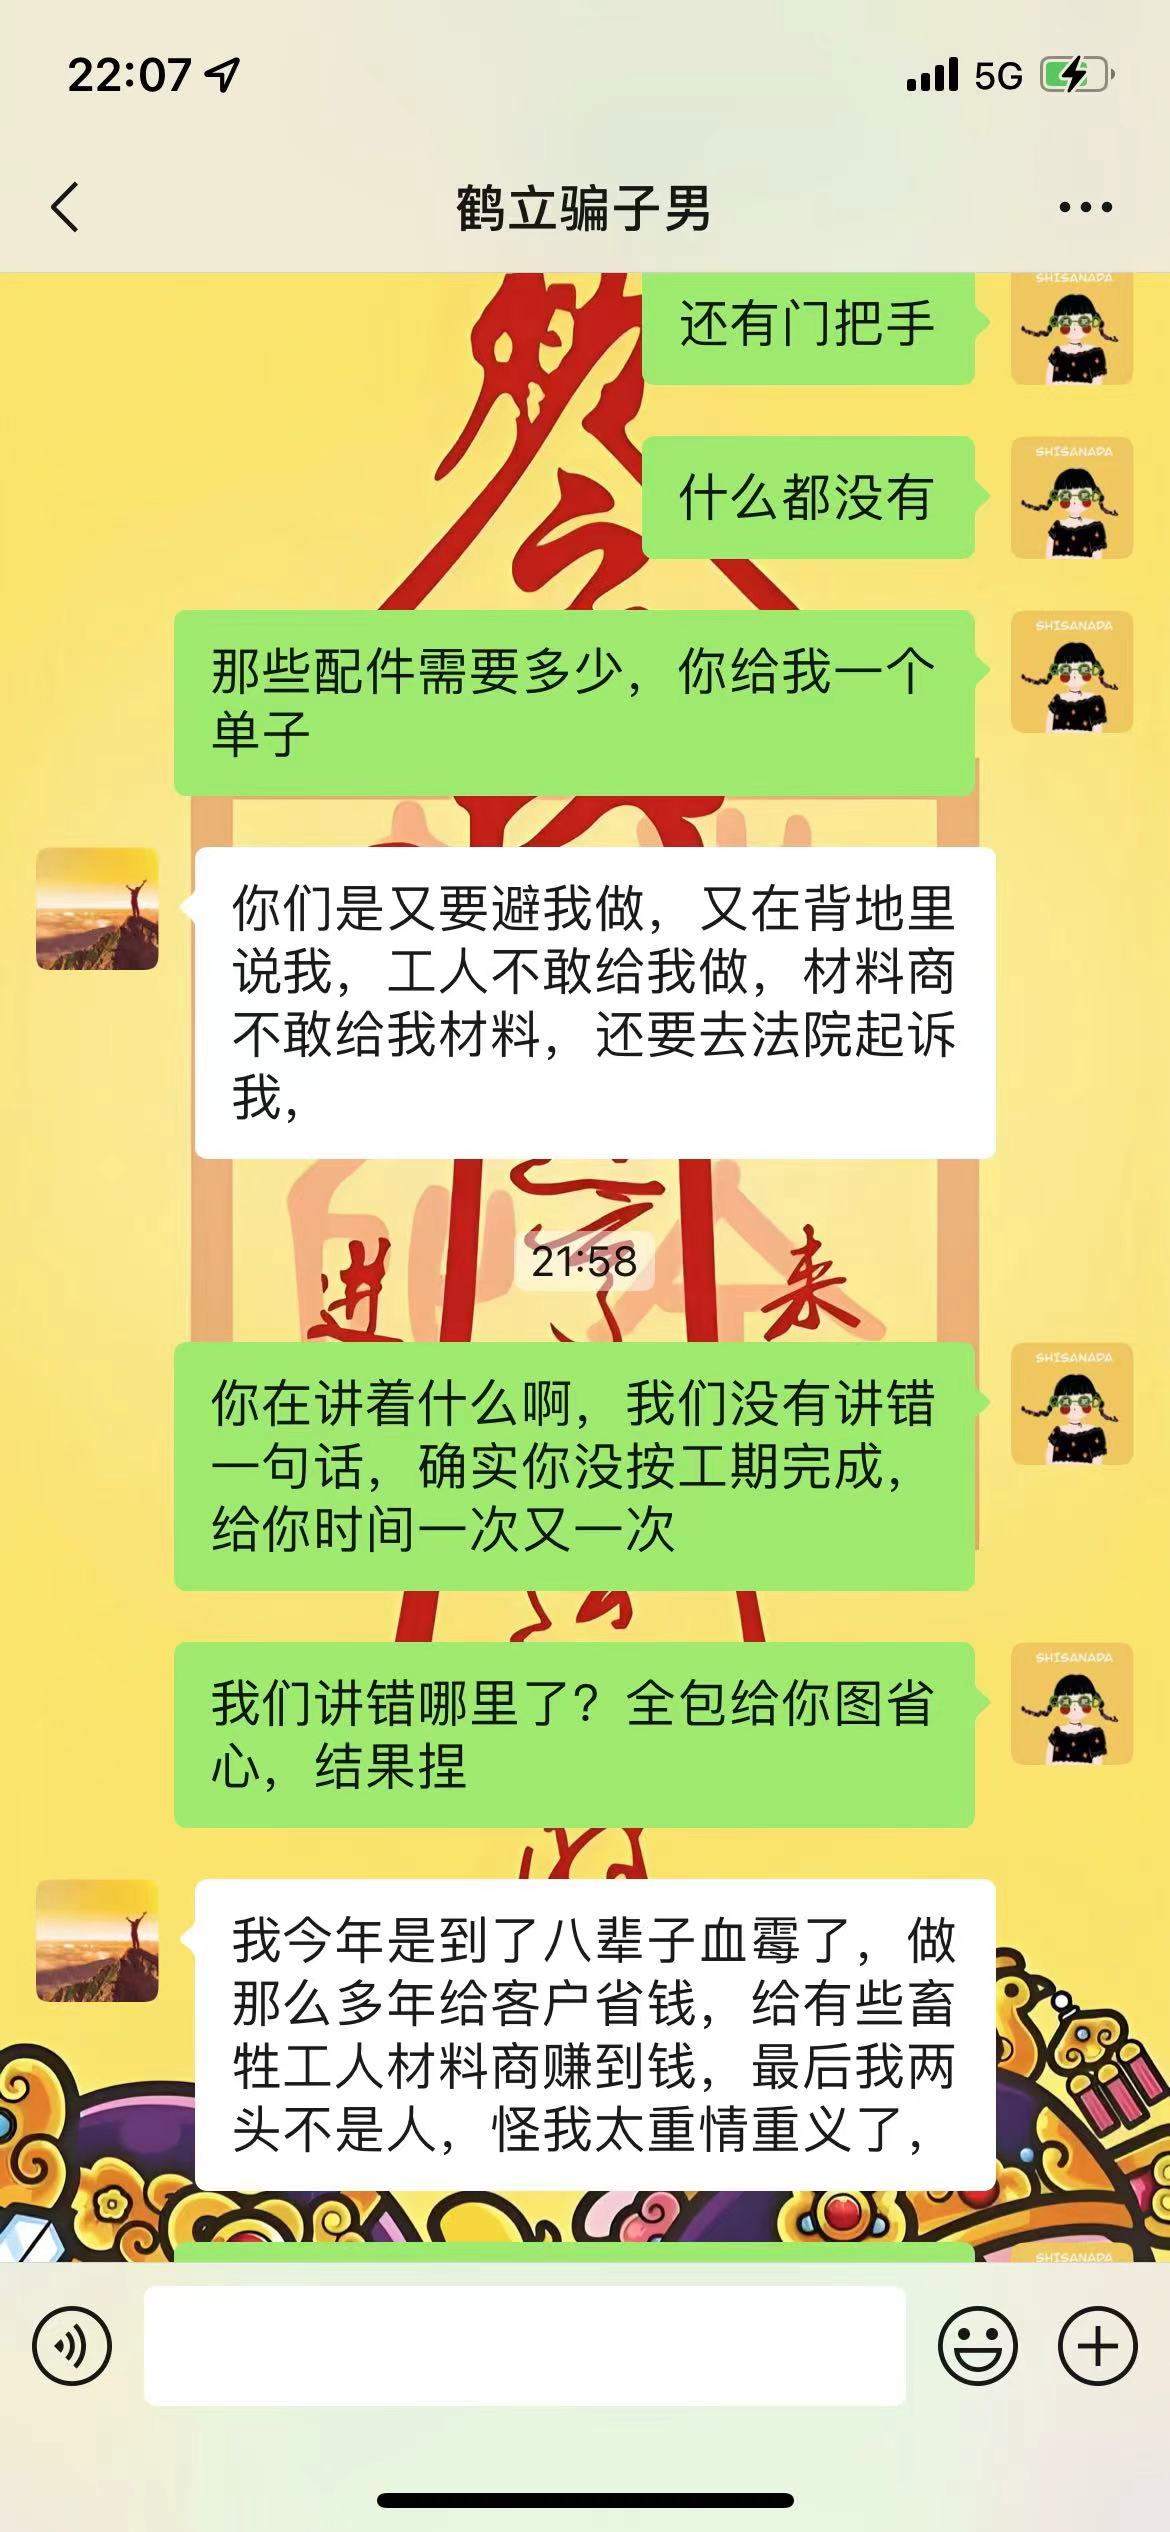 22:07
5G
鹤立骗子男
SHISANADA
还有门把手
SHISANADA
什么都没有
SHISANADA
那些配件需要多少，你给我一个
单子
你们是又要避我做，又在背地里
说我，工人不敢给我做，材料商
不敢给我材料，还要去法院起诉
我，
21:58
进
来
SHISANADA
你在讲着什么啊，我们没有讲错
一句话，确实你没按工期完成，
给你时间一次又一次
SHISANADA
我们讲错哪里了？全包给你图省
心，结果捏
我今年是到了八辈子血霉了，做
那么多年给客户省钱，给有些畜
牲工人材料商赚到钱，最后我两
头不是人，怪我太重情重义了，
SHISANADA